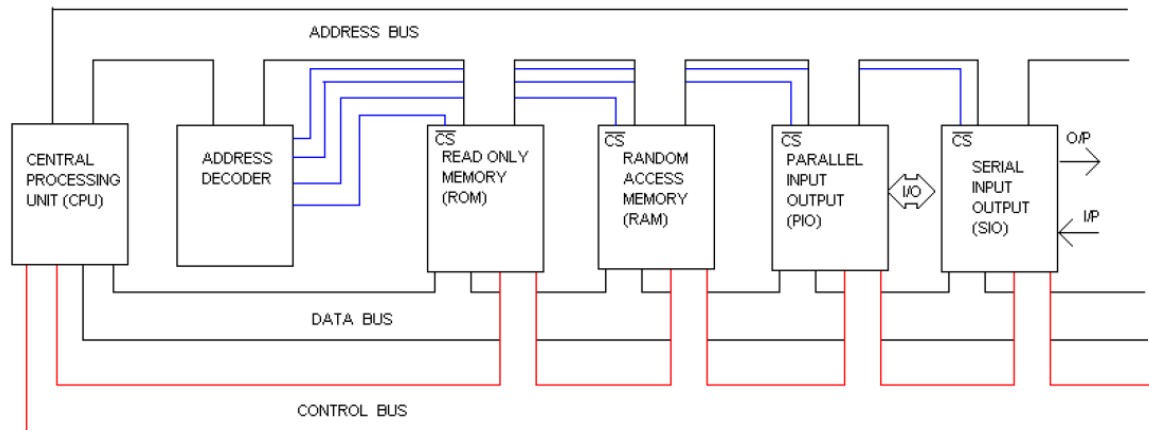 ADDRESS BUS
CENTRAL
PROCESSING
UNIT (CPU)
ADDRESS
DECODER
CS
READ ONLY
MEMORY
(ROM)
CS
RANDOM
ACCESS
MEMORY
(RAM)
CS
PARALLEL
INPUT
OUTPUT
(PIO)
I/O
CS
SERIAL
INPUT
OUTPUT
(SIO)
O/P
I/P
DATA BUS
CONTROL BUS